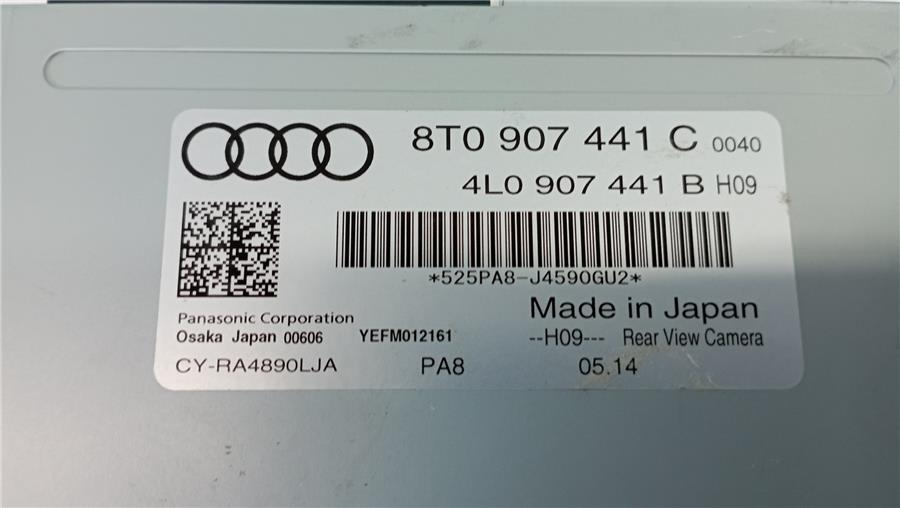 8T0 907 441 C 0040
4L0 907 441 B H09
*525PA8-J4590GU2*
Made in Japan
Panasonic Corporation
Osaka Japan 00606 YEFM012161 --H09--- Rear View Camera
CY-RA4890LJA PA8 05.14